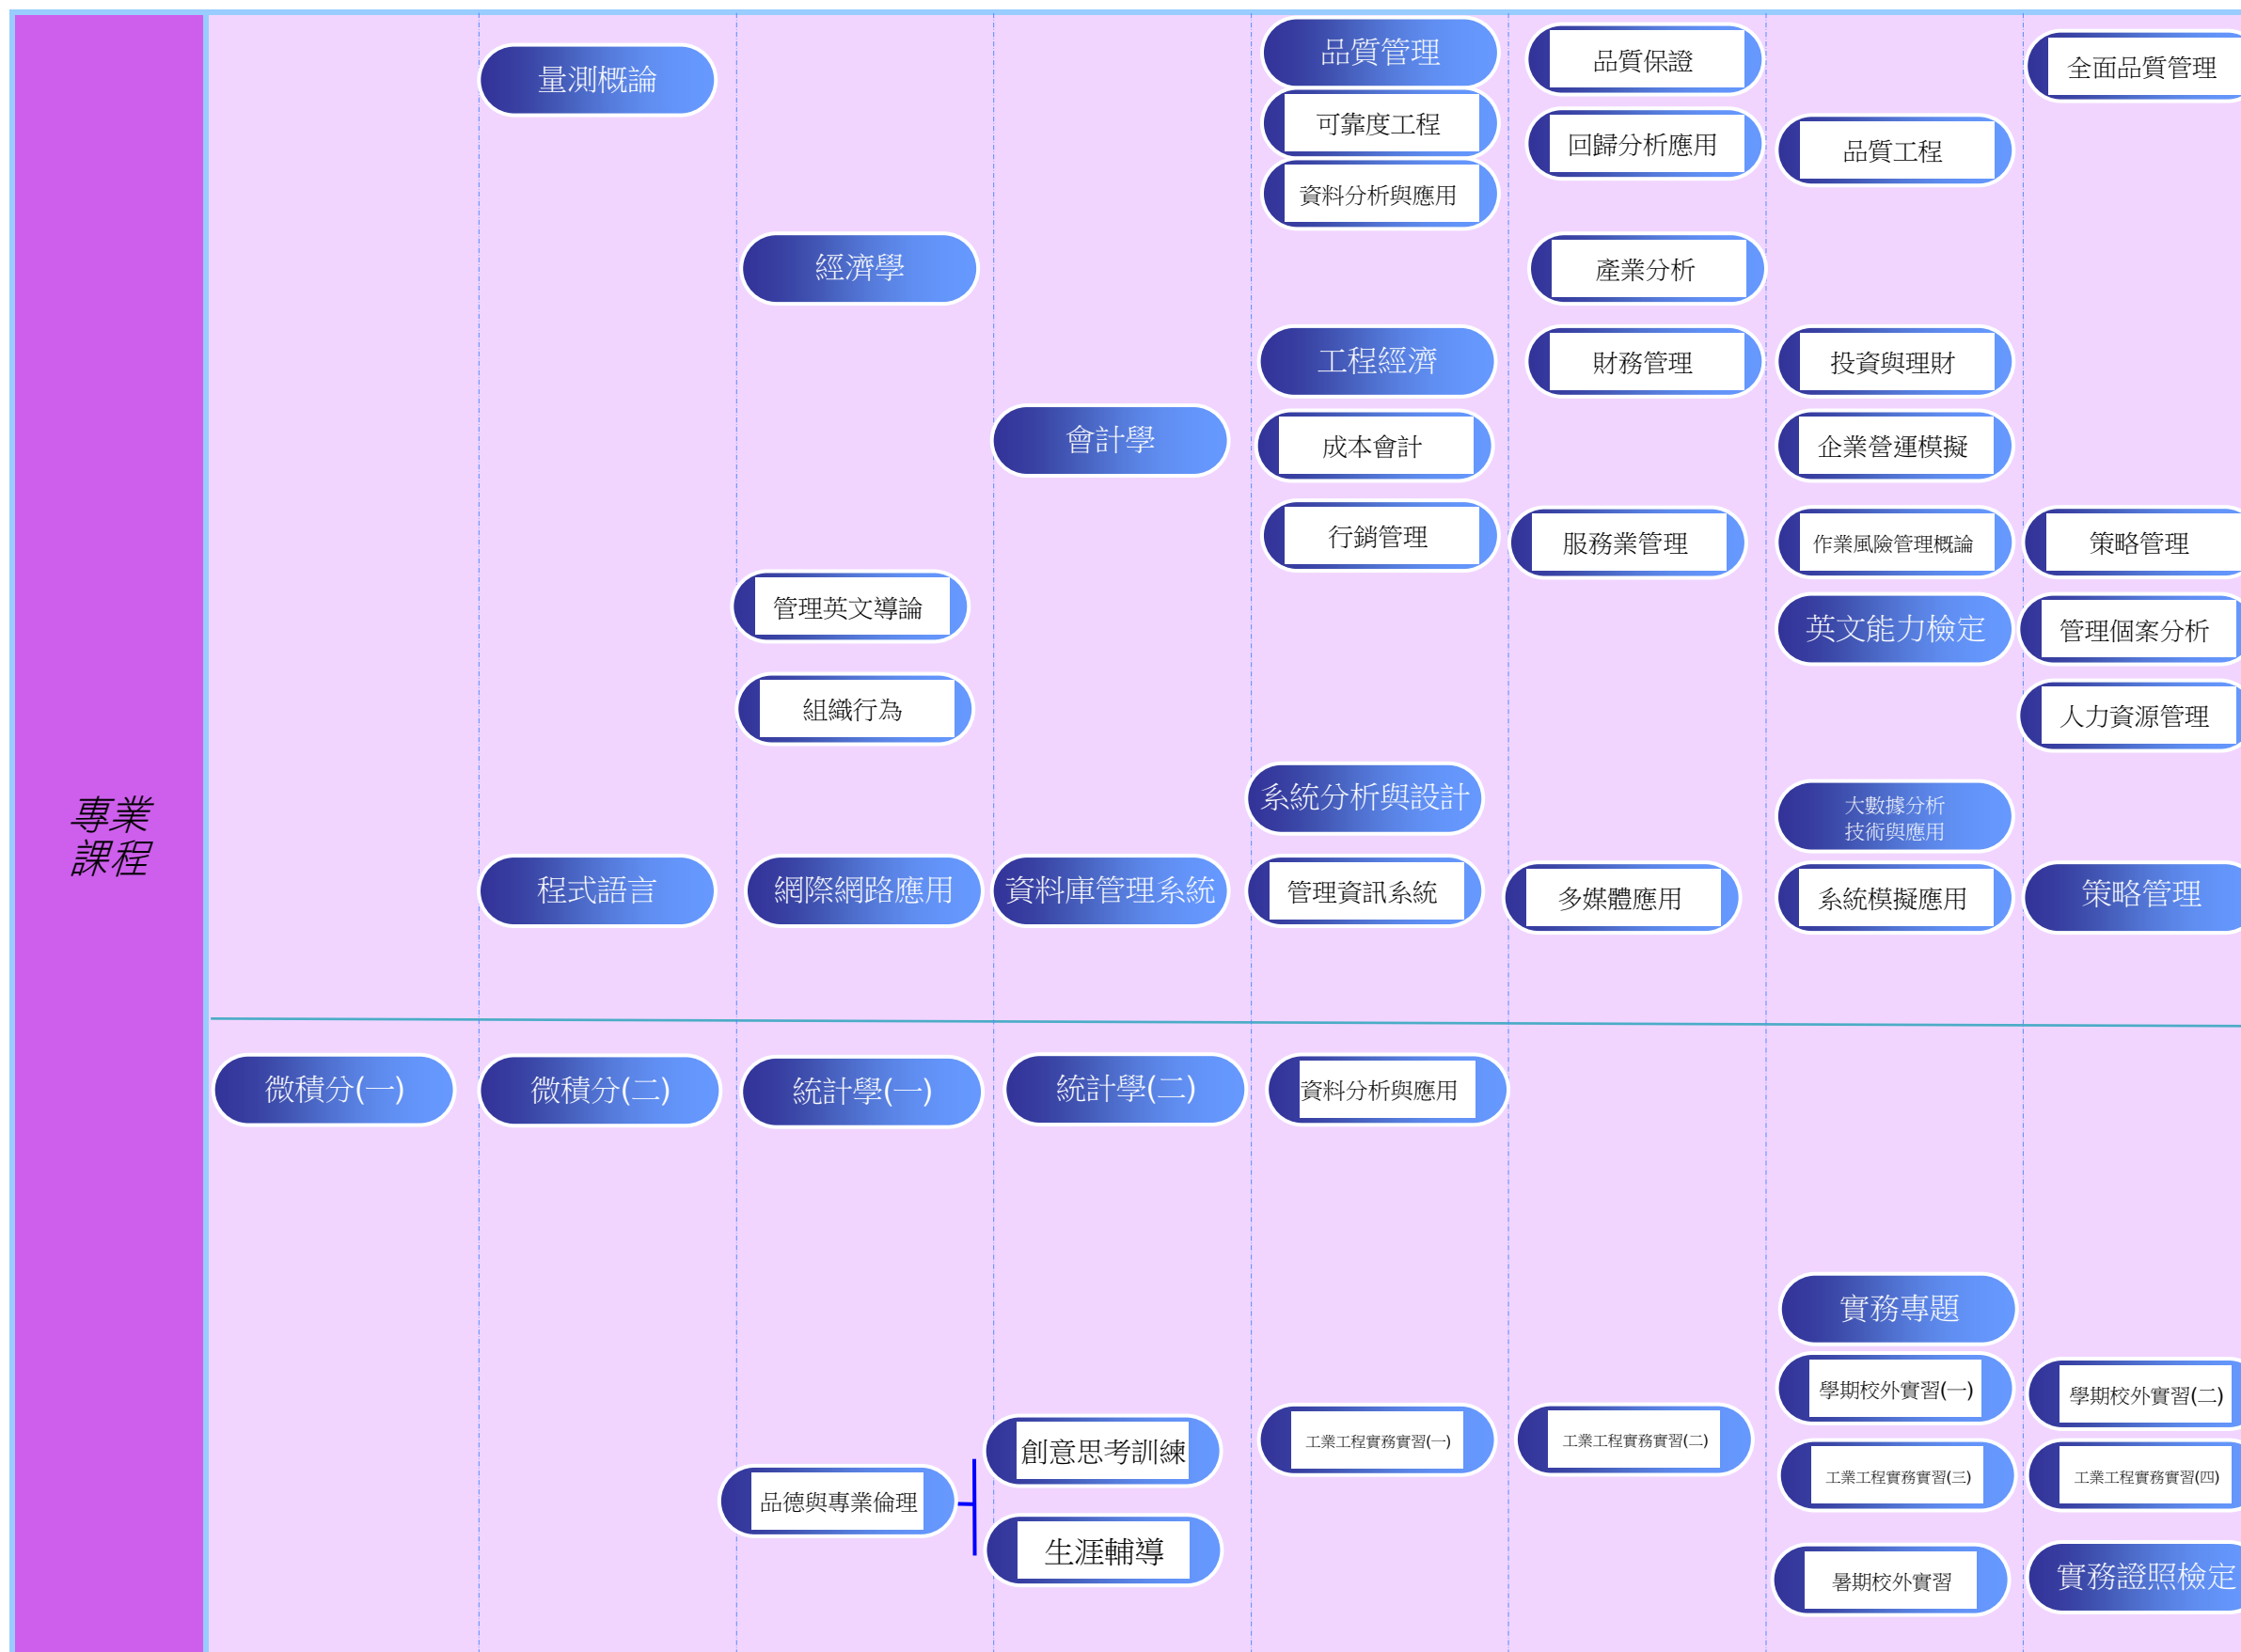 量測概論
品質管理
品質保證
全面品質管理
可靠度工程
回歸分析應用
品質工程
資料分析與應用
經濟學
產業分析
工程經濟
財務管理
投資與理財
會計學
成本會計
企業營運模擬
行銷管理
服務業管理
作業風險管理概論
策略管理
管理英文導論
英文能力檢定
管理個案分析
組織行為
人力資源管理
系統分析與設計
大數據分析
技術與應用
專業
課程
程式語言
網際網路應用
資料庫管理系統
管理資訊系統
多媒體應用
系統模擬應用
策略管理
微積分(一)
微積分(二)
統計學(一)
統計學(二)
資料分析與應用
實務專題
學期校外實習(一)
學期校外實習(二)
創意思考訓練
工業工程實務實習(一)
工業工程實務實習(二)
工業工程實務實習(三)
工業工程實務實習(四)
品德與專業倫理
生涯輔導
暑期校外實習
實務證照檢定